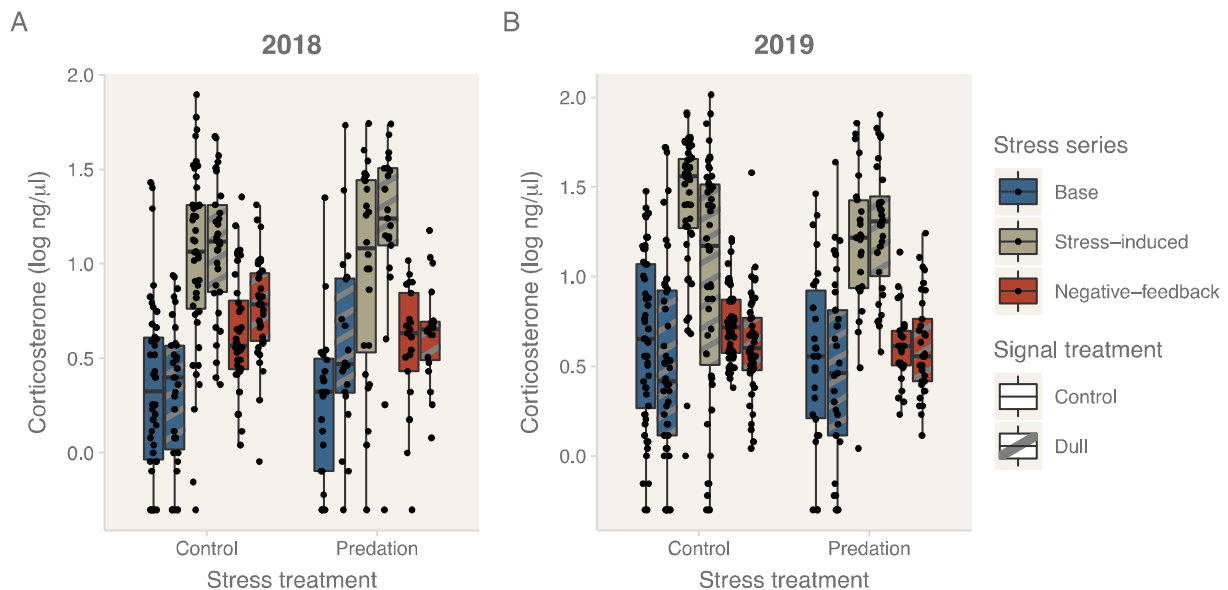 A
2018
Corticosterone (log ng/μl)
2.0
1.5
1.0
0.5
0.0
Control
Predation
Stress treatment
B
2019
Corticosterone (log ng/μl)
2.0
1.5
1.0
0.5
0.0
Control
Predation
Stress treatment
Stress series
Base
Stress−induced
Negative−feedback
Signal treatment
Control
Dull